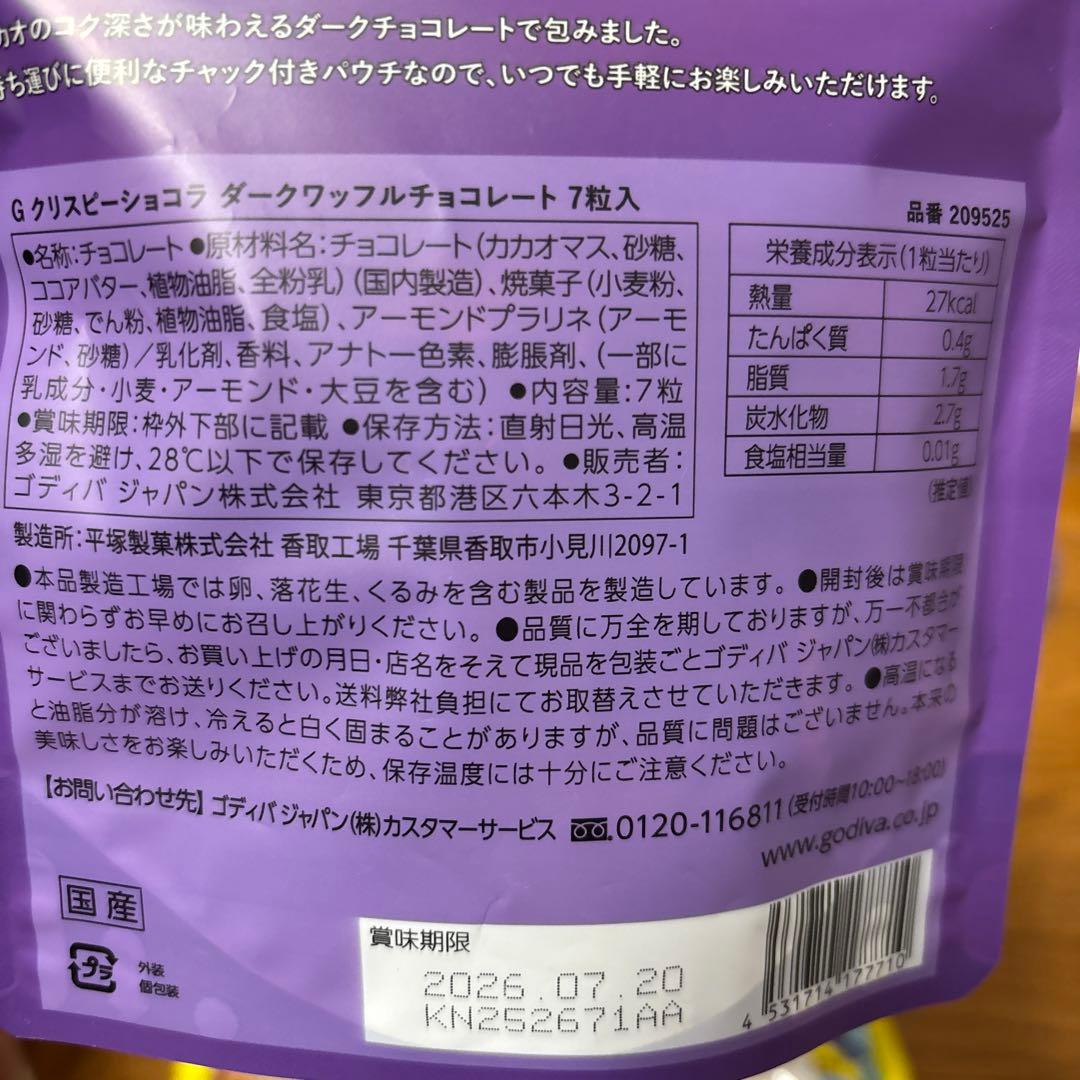 カオのコク深さが味わえるダークチョコレートで包みました。
持ち運びに便利なチャック付きパウチなので、いつでも手軽にお楽しみいただけます。
G クリスピーショコラ ダークワッフルチョコレート 7粒入
品番 209525
●名称:チョコレート ●原材料名:チョコレート(カカオマス、砂糖、
ココアバター、植物油脂、全粉乳)(国内製造)、焼菓子(小麦粉、
砂糖、でん粉、植物油脂、食塩)、アーモンドプラリネ(アーモ
ンド、砂糖)/乳化剤、香料、アナトー色素、膨脹剤、(一部に
乳成分・小麦・アーモンド・大豆を含む) ●内容量:7粒
●賞味期限:枠外下部に記載 ●保存方法:直射日光、高温
多湿を避け、28℃以下で保存してください。 ●販売者:
ゴディバ ジャパン株式会社 東京都港区六本木3-2-1
栄養成分表示(1粒当たり)
熱量 27kcal
たんぱく質 0.4g
脂質 1.7g
炭水化物 2.7g
食塩相当量 0.01g
(推定値)
製造所:平塚製菓株式会社 香取工場 千葉県香取市小見川2097-1
●本品製造工場では卵、落花生、くるみを含む製品を製造しています。 ●開封後は賞味期限
に関わらずお早めにお召し上がりください。 ●品質に万全を期しておりますが、万一不都合が
ございましたら、お買い上げの月日・店名をそえて現品を包装ごとゴディバ ジャパン(株)カスタマー
サービスまでお送りください。送料弊社負担にてお取替えさせていただきます。 ●高温になる
と油脂分が溶け、冷えると白く固まることがありますが、品質に問題はございません。本来の
美味しさをお楽しみいただくため、保存温度には十分にご注意ください。
【お問い合わせ先】ゴディバ ジャパン(株)カスタマーサービス 0120-116811(受付時間10:00~18:00)
www.godiva.co.jp
国産
プラ
外装
個包装
賞味期限
2026.07.20
KN252671AA
4 531714 177710